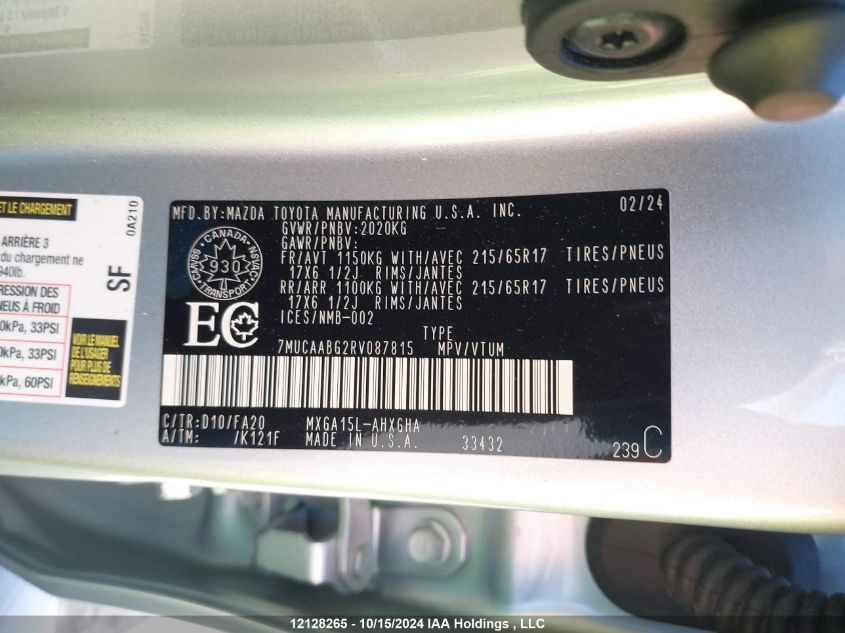 ET LE CHARGEMENT
0A210
ARRIÈRE 3
du chargement ne
940lb.
SF
RESSION DES
NEUS À FROID
0kPa, 33PSI
0kPa, 33PSI
kPa, 60PSI
VOIR LE MANUEL
DE L'USAGER
POUR PLUS DE
RENSEIGNEMENTS
MFD.BY:MAZDA TOYOTA MANUFACTURING U.S.A. INC. 02/24
GVWR/PNBV:2020KG
GAWR/PNBV:
FR/AVT 1150KG WITH/AVEC 215/65R17 TIRES/PNEUS
17X6 1/2J RIMS/JANTES
RR/ARR 1100KG WITH/AVEC 215/65R17 TIRES/PNEUS
17X6 1/2J RIMS/JANTES
ICES/NMB-002
CANADA
NSVAC
930
CMVSS
TRANSPORT
EC
TYPE
7MUCAABG2RV087815 MPV/VTUM
C/TR:D10/FA20 MXGA15L-AHXGHA
A/TM: /K121F MADE IN U.S.A. 33432
239 C
12128265 - 10/15/2024 IAA Holdings , LLC